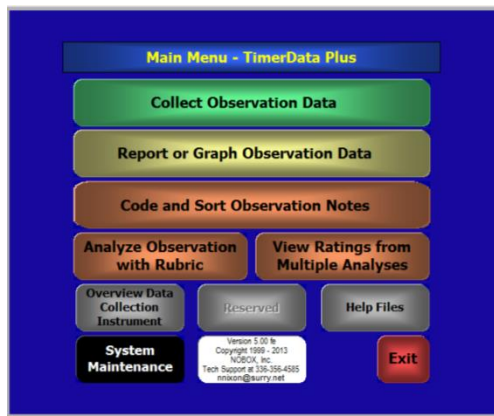 Main Menu - TimerData Plus
Collect Observation Data
Report or Graph Observation Data
Code and Sort Observation Notes
Analyze Observation
with Rubric
View Ratings from
Multiple Analyses
Overview Data
Collection
Instrument
Reserved
Help Files
System
Maintenance
Version 5.00 fe
Copyright 1999 - 2013
NOBOX, Inc.
Tech Support at 336-356-4585
nnixon@surry.net
Exit